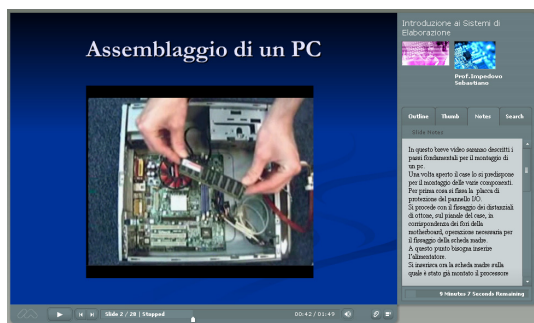 Assemblaggio di un PC
Introduzione ai Sistemi di
Elaborazione
Prof.Impedovo
Sebastiano
Outline Thumb Notes Search
Slide Notes
In questo breve video saranno descritti i
passi fondamentali per il montaggio di
un pc.
Una volta aperto il case lo si predispone
per il montaggio delle varie componenti.
Per prima cosa si fissa la placca di
protezione del pannello I/O.
Si procede con il fissaggio dei distanziali
di ottone, sul pianale del case, in
corrispondenza dei fori della
motherboard, operazione necessaria per
il fissaggio della scheda madre.
A questo punto bisogna inserire
l'alimentatore.
Si inserisce ora la scheda madre sulla
quale è stato già montato il processore
Slide 2 / 20 | Stopped
00:42 / 01:49
9 Minutes 7 Seconds Remaining